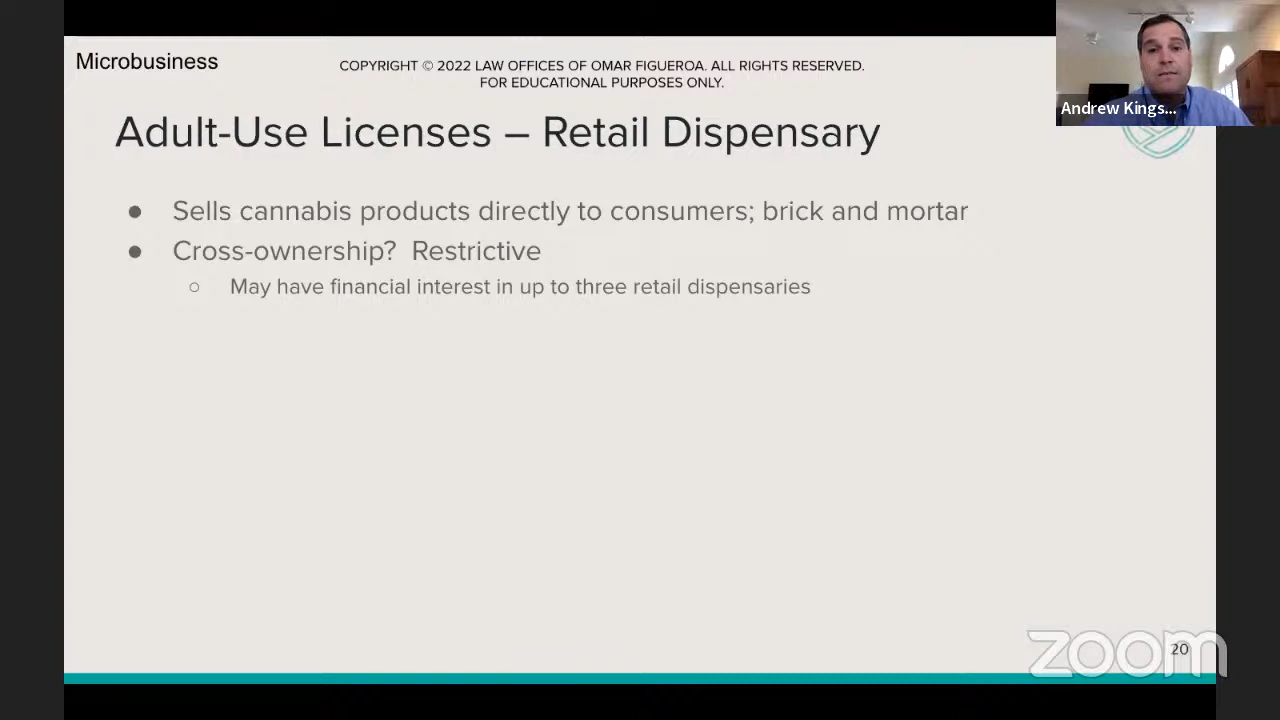 Microbusiness
COPYRIGHT © 2022 LAW OFFICES OF OMAR FIGUEROA. ALL RIGHTS RESERVED.
FOR EDUCATIONAL PURPOSES ONLY.
Andrew Kings...
Adult-Use Licenses – Retail Dispensary
● Sells cannabis products directly to consumers; brick and mortar
● Cross-ownership? Restrictive
○ May have financial interest in up to three retail dispensaries
zoom
20